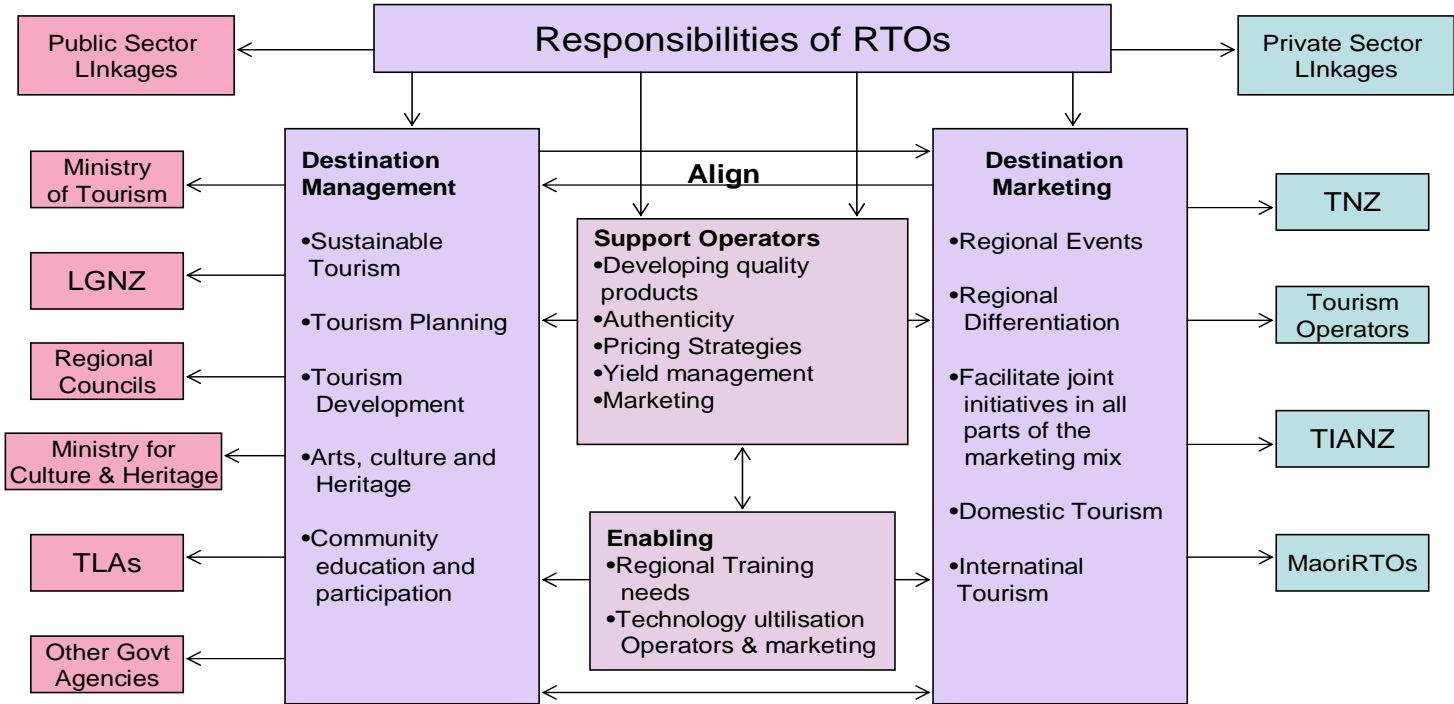 Responsibilities of RTOs
Public Sector
LInkages
Private Sector
LInkages
Ministry
of Tourism
LGNZ
Regional
Councils
Ministry for
Culture & Heritage
TLAs
Other Govt
Agencies
Destination
Management
•Sustainable
Tourism
•Tourism Planning
•Tourism
Development
•Arts, culture and
Heritage
•Community
education and
participation
Align
Support Operators
•Developing quality
products
•Authenticity
•Pricing Strategies
•Yield management
•Marketing
Enabling
•Regional Training
needs
•Technology ultilisation
Operators & marketing
Destination
Marketing
•Regional Events
•Regional
Differentiation
•Facilitate joint
initiatives in all
parts of the
marketing mix
•Domestic Tourism
•Internatinal
Tourism
TNZ
Tourism
Operators
TIANZ
MaoriRTOs